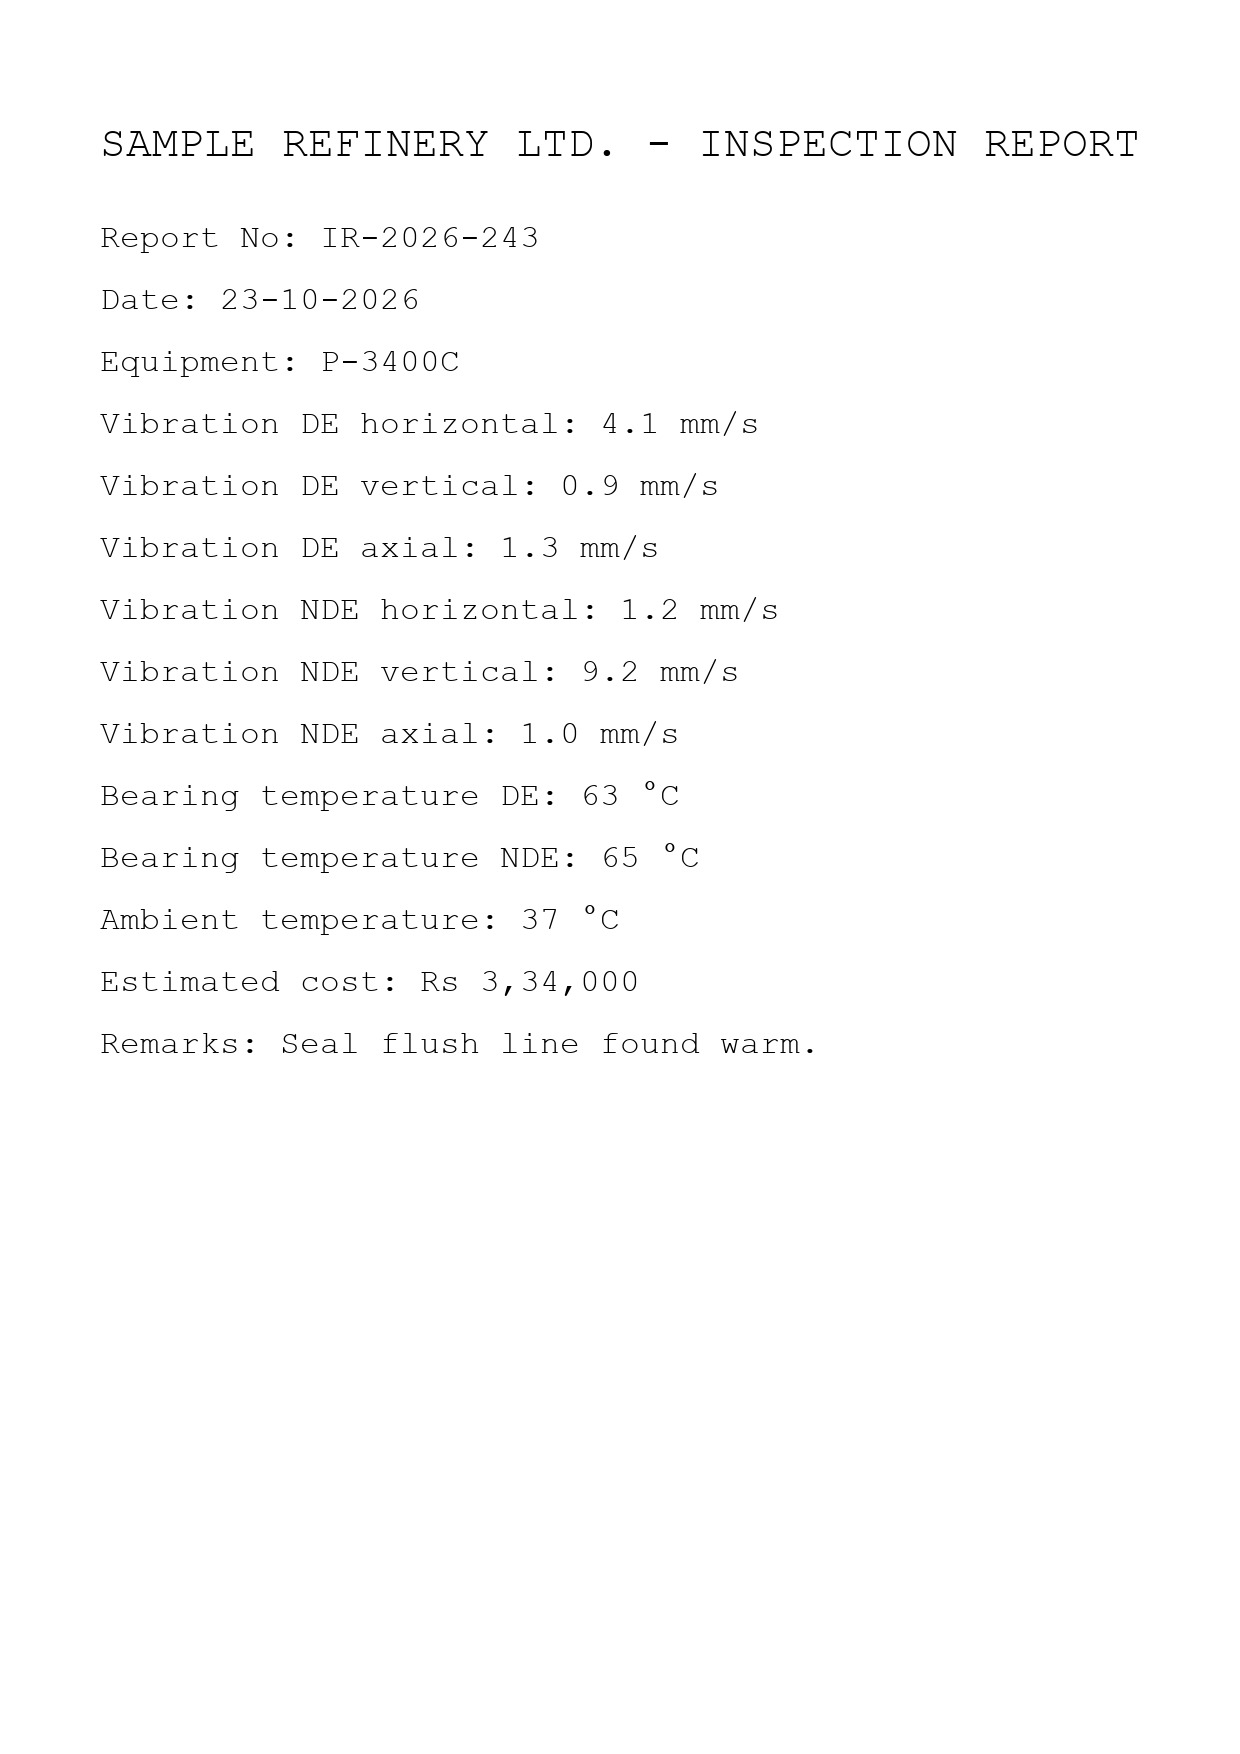 SAMPLE REFINERY LTD. - INSPECTION REPORT
Report No: IR-2026-243
Date: 23-10-2026
Equipment: P-3400C
Vibration DE horizontal: 4.1 mm/s
Vibration DE vertical: 0.9 mm/s
Vibration DE axial: 1.3 mm/s
Vibration NDE horizontal: 1.2 mm/s
Vibration NDE vertical: 9.2 mm/s
Vibration NDE axial: 1.0 mm/s
Bearing temperature DE: 63 °C
Bearing temperature NDE: 65 °C
Ambient temperature: 37 °C
Estimated cost: Rs 3,34,000
Remarks: Seal flush line found warm.